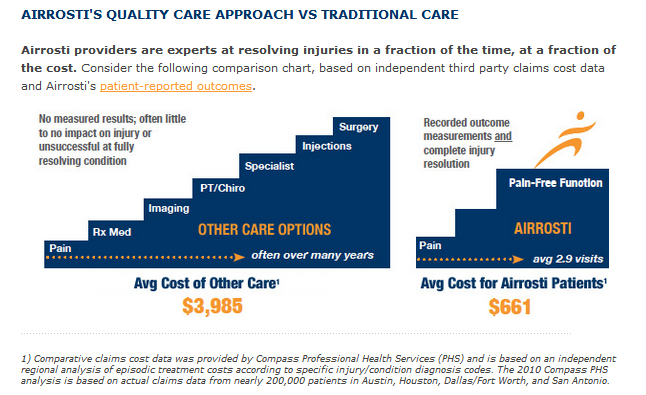 AIRROSTI'S QUALITY CARE APPROACH VS TRADITIONAL CARE
Airrosti providers are experts at resolving injuries in a fraction of the time, at a fraction of
the cost. Consider the following comparison chart, based on independent third party claims cost data
and Airrosti's patient-reported outcomes.
No measured results; often little
to no impact on injury or
unsuccessful at fully
resolving condition
Surgery
Injections
Specialist
PT/Chiro
Imaging
Rx Med
Pain
OTHER CARE OPTIONS
often over many years
Avg Cost of Other Care¹
$3,985
Recorded outcome
measurements and
complete injury
resolution
Pain-Free Function
AIRROSTI
Pain
avg 2.9 visits
Avg Cost for Airrosti Patients¹
$661
1) Comparative claims cost data was provided by Compass Professional Health Services (PHS) and is based on an independent
regional analysis of episodic treatment costs according to specific injury/condition diagnosis codes. The 2010 Compass PHS
analysis is based on actual claims data from nearly 200,000 patients in Austin, Houston, Dallas/Fort Worth, and San Antonio.